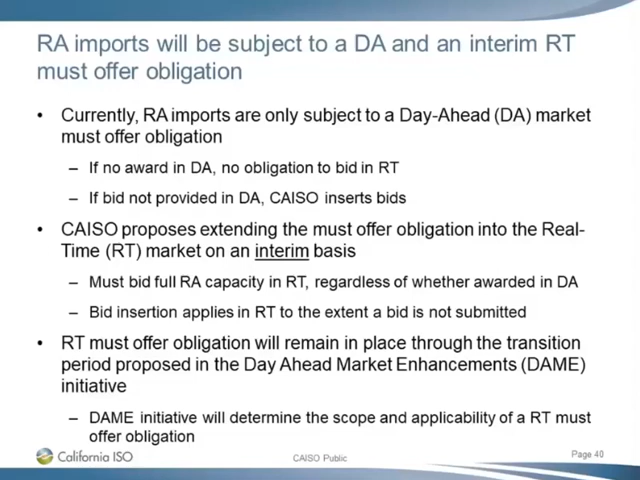 RA imports will be subject to a DA and an interim RT
must offer obligation
• Currently, RA imports are only subject to a Day-Ahead (DA) market
must offer obligation
– If no award in DA, no obligation to bid in RT
– If bid not provided in DA, CAISO inserts bids
• CAISO proposes extending the must offer obligation into the Real-
Time (RT) market on an interim basis
– Must bid full RA capacity in RT, regardless of whether awarded in DA
– Bid insertion applies in RT to the extent a bid is not submitted
• RT must offer obligation will remain in place through the transition
period proposed in the Day Ahead Market Enhancements (DAME)
initiative
– DAME initiative will determine the scope and applicability of a RT must
offer obligation
California ISO
CAISO Public
Page 40